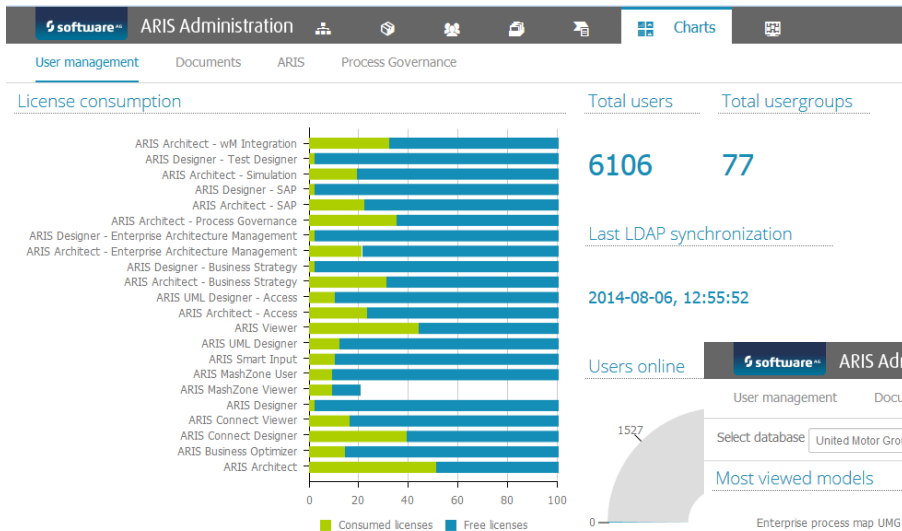 software AG ARIS Administration Charts
User management Documents ARIS Process Governance
License consumption
ARIS Architect - wM Integration
ARIS Designer - Test Designer
ARIS Architect - Simulation
ARIS Designer - SAP
ARIS Architect - SAP
ARIS Architect - Process Governance
ARIS Designer - Enterprise Architecture Management
ARIS Architect - Enterprise Architecture Management
ARIS Designer - Business Strategy
ARIS Architect - Business Strategy
ARIS UML Designer - Access
ARIS Architect - Access
ARIS Viewer
ARIS UML Designer
ARIS Smart Input
ARIS MashZone User
ARIS MashZone Viewer
ARIS Designer
ARIS Connect Viewer
ARIS Connect Designer
ARIS Business Optimizer
ARIS Architect
0 20 40 60 80 100
Consumed licenses Free licenses
Total users
6106
Total usergroups
77
Last LDAP synchronization
2014-08-06, 12:55:52
Users online
1527
0
software AG ARIS Adr
User management Docu
Select database United Motor Grou
Most viewed models
Enterprise process map UMG